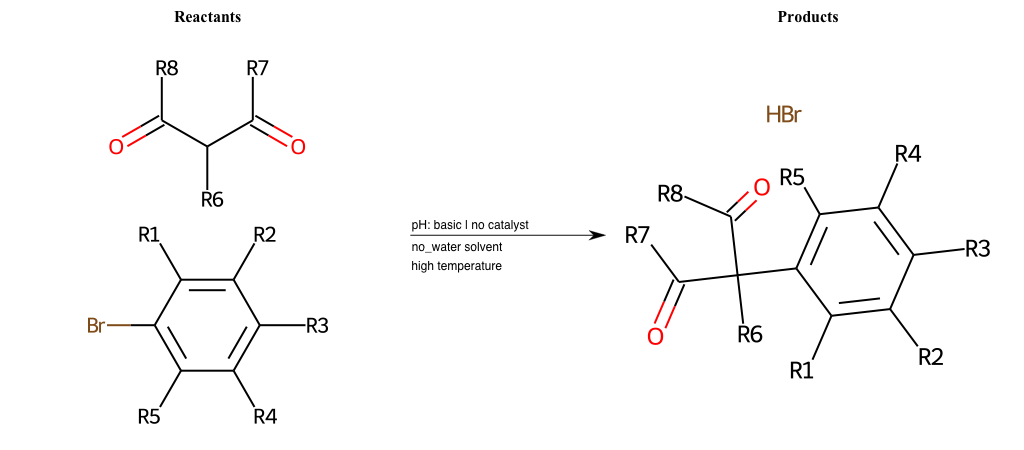 Reactants
Products
R8
R7
O
O
R6
R1
R2
Br
R3
R5
R4
pH: basic | no catalyst
no_water solvent
high temperature
HBr
R4
R5
O
R8
R7
R3
O
R6
R1
R2